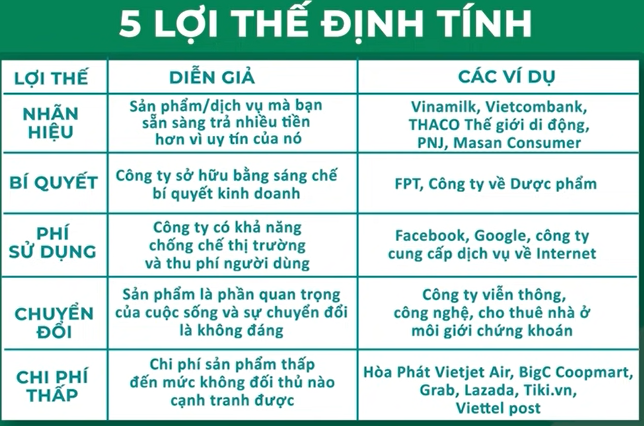 5 LỢI THẾ ĐỊNH TÍNH
LỢI THẾ
DIỄN GIẢ
CÁC VÍ DỤ
NHÃN
HIỆU
Sản phẩm/dịch vụ mà bạn
sẵn sàng trả nhiều tiền
hơn vì uy tín của nó
Vinamilk, Vietcombank,
THACO Thế giới di động,
PNJ, Masan Consumer
BÍ QUYẾT
Công ty sở hữu bằng sáng chế
bí quyết kinh doanh
FPT, Công ty về Dược phẩm
PHÍ
SỬ DỤNG
Công ty có khả năng
chống chế thị trường
và thu phí người dùng
Facebook, Google, công ty
cung cấp dịch vụ về Internet
CHUYỂN
ĐỔI
Sản phẩm là phần quan trọng
của cuộc sống và sự chuyển đổi
là không đáng
Công ty viễn thông,
công nghệ, cho thuê nhà ở
môi giới chứng khoán
CHI PHÍ
THẤP
Chi phí sản phẩm thấp
đến mức không đối thủ nào
cạnh tranh được
Hòa Phát Vietjet Air, BigC Coopmart,
Grab, Lazada, Tiki.vn,
Viettel post